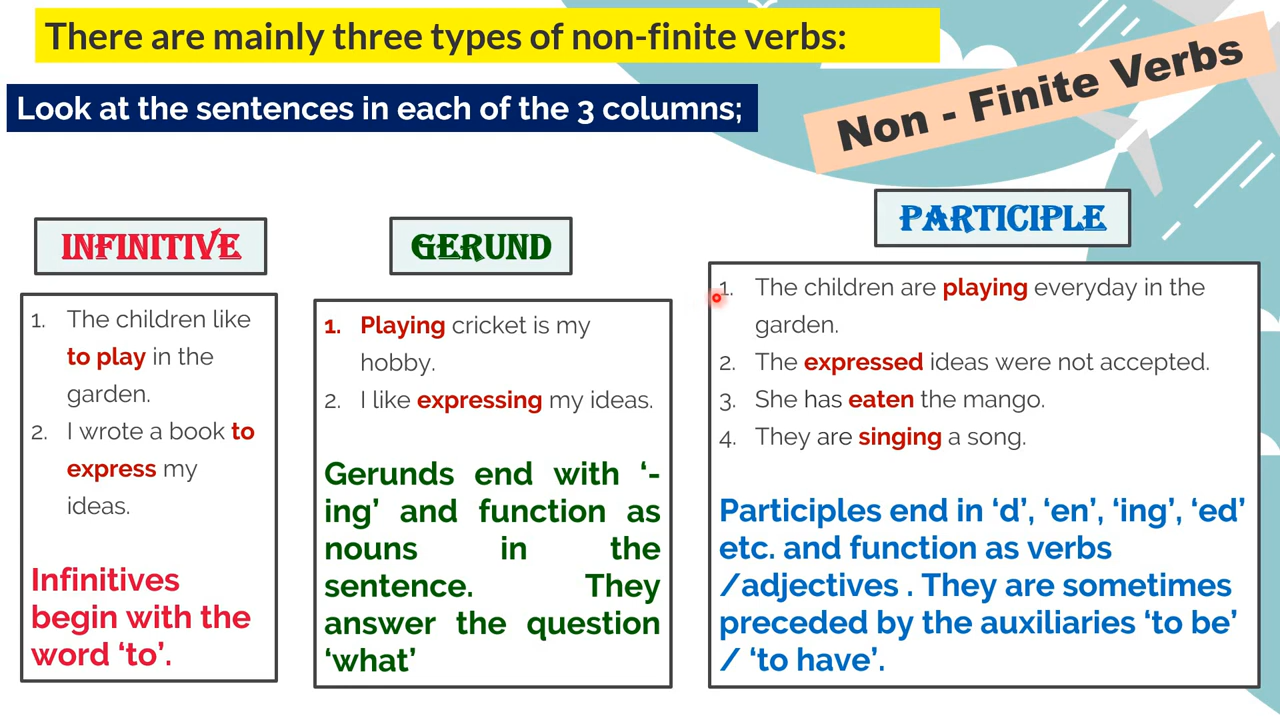 There are mainly three types of non-finite verbs:
Non - Finite Verbs
Look at the sentences in each of the 3 columns;
INFINITIVE
1. The children like
to play in the
garden.
2. I wrote a book to
express my
ideas.
Infinitives
begin with the
word ‘to’.
GERUND
1. Playing cricket is my
hobby.
2. I like expressing my ideas.
Gerunds end with ‘-
ing’ and function as
nouns in the
sentence. They
answer the question
‘what’
PARTICIPLE
1. The children are playing everyday in the
garden.
2. The expressed ideas were not accepted.
3. She has eaten the mango.
4. They are singing a song.
Participles end in ‘d’, ‘en’, ‘ing’, ‘ed’
etc. and function as verbs
/adjectives . They are sometimes
preceded by the auxiliaries ‘to be’
/ ‘to have’.